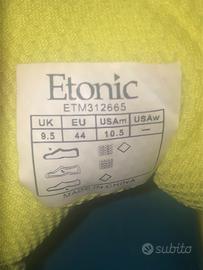 Etonic
ETM312665
UK EU USAm USAw
9.5 44 10.5 —
MADE IN CHINA
subito